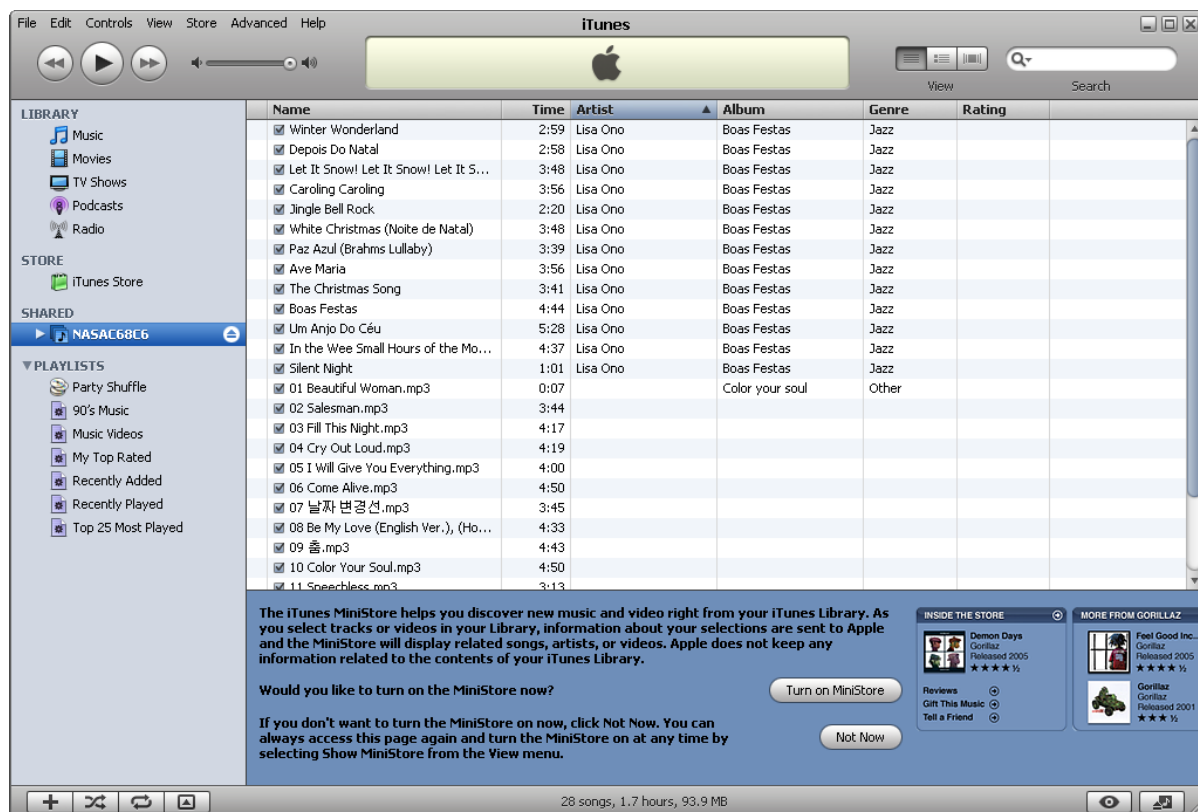 iTunes
File Edit Controls View Store Advanced Help
View
Search
LIBRARY
Music
Movies
TV Shows
Podcasts
Radio
STORE
iTunes Store
SHARED
NASAC68C6
PLAYLISTS
Party Shuffle
90's Music
Music Videos
My Top Rated
Recently Added
Recently Played
Top 25 Most Played
Name Time Artist Album Genre Rating
Winter Wonderland 2:59 Lisa Ono Boas Festas Jazz
Depois Do Natal 2:58 Lisa Ono Boas Festas Jazz
Let It Snow! Let It Snow! Let It S... 3:48 Lisa Ono Boas Festas Jazz
Caroling Caroling 3:56 Lisa Ono Boas Festas Jazz
Jingle Bell Rock 2:20 Lisa Ono Boas Festas Jazz
White Christmas (Noite de Natal) 3:48 Lisa Ono Boas Festas Jazz
Paz Azul (Brahms Lullaby) 3:39 Lisa Ono Boas Festas Jazz
Ave Maria 3:56 Lisa Ono Boas Festas Jazz
The Christmas Song 3:41 Lisa Ono Boas Festas Jazz
Boas Festas 4:44 Lisa Ono Boas Festas Jazz
Um Anjo Do Céu 5:28 Lisa Ono Boas Festas Jazz
In the Wee Small Hours of the Mo... 4:37 Lisa Ono Boas Festas Jazz
Silent Night 1:01 Lisa Ono Boas Festas Jazz
01 Beautiful Woman.mp3 0:07 Color your soul Other
02 Salesman.mp3 3:44
03 Fill This Night.mp3 4:17
04 Cry Out Loud.mp3 4:19
05 I Will Give You Everything.mp3 4:00
06 Come Alive.mp3 4:50
07 날짜 변경선.mp3 3:45
08 Be My Love (English Ver.), (Ho... 4:33
09 춤.mp3 4:43
10 Color Your Soul.mp3 4:50
11 Speechless.mp3 3:13
The iTunes MiniStore helps you discover new music and video right from your iTunes Library. As
you select tracks or videos in your Library, information about your selections are sent to Apple
and the MiniStore will display related songs, artists, or videos. Apple does not keep any
information related to the contents of your iTunes Library.
Would you like to turn on the MiniStore now?
Turn on MiniStore
If you don't want to turn the MiniStore on now, click Not Now. You can
always access this page again and turn the MiniStore on at any time by
selecting Show MiniStore from the View menu.
Not Now
INSIDE THE STORE
Demon Days
Gorillaz
Released 2005
Reviews
Gift This Music
Tell a Friend
MORE FROM GORILLAZ
Feel Good Inc...
Gorillaz
Released 2005
Gorillaz
Gorillaz
Released 2001
28 songs, 1.7 hours, 93.9 MB